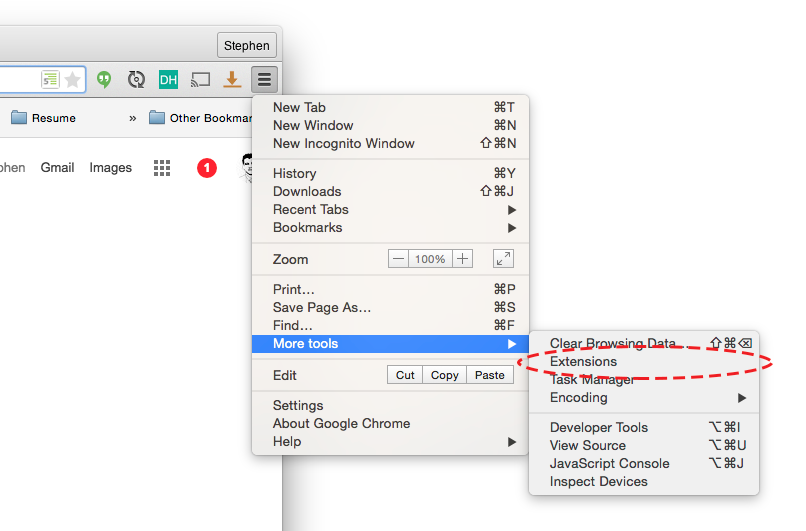 Stephen
DH
Resume » Other Bookmar
phen Gmail Images 1
New Tab ⌘T
New Window ⌘N
New Incognito Window ⇧⌘N
History ⌘Y
Downloads ⇧⌘J
Recent Tabs ▶
Bookmarks ▶
Zoom — 100% +
Print... ⌘P
Save Page As... ⌘S
Find... ⌘F
More tools ▶
Edit Cut Copy Paste
Settings
About Google Chrome
Help ▶
Clear Browsing Data... ⇧⌘⌫
Extensions
Task Manager
Encoding ▶
Developer Tools ⌥⌘I
View Source ⌥⌘U
JavaScript Console ⌥⌘J
Inspect Devices